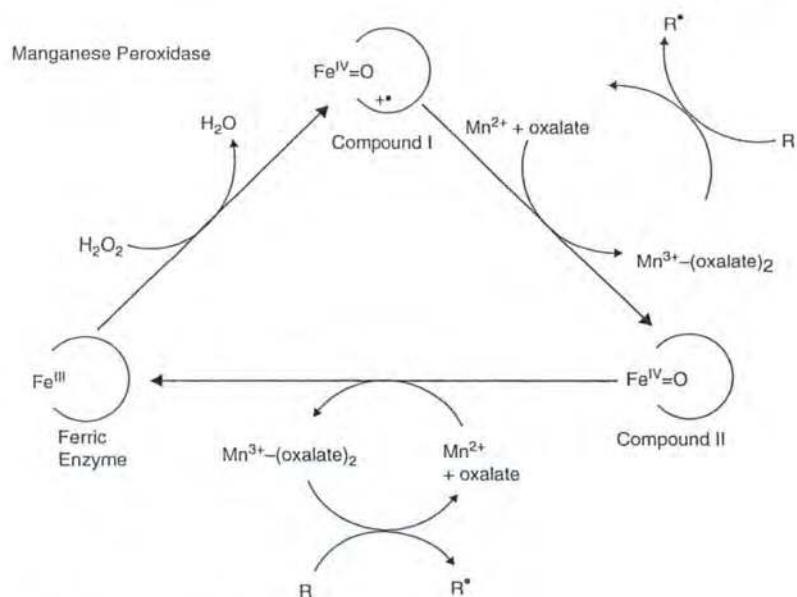 Manganese Peroxidase
Feᴵⱽ=O
+•
Compound I
R•
H₂O
Mn²⁺ + oxalate
R
H₂O₂
Mn³⁺–(oxalate)₂
Feᴵᴵᴵ
Feᴵⱽ=O
Ferric
Enzyme
Compound II
Mn³⁺–(oxalate)₂
Mn²⁺
+ oxalate
R
R•